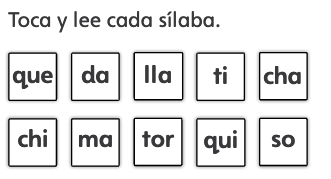 Toca y lee cada sílaba.
que da lla ti cha
chi ma tor qui so